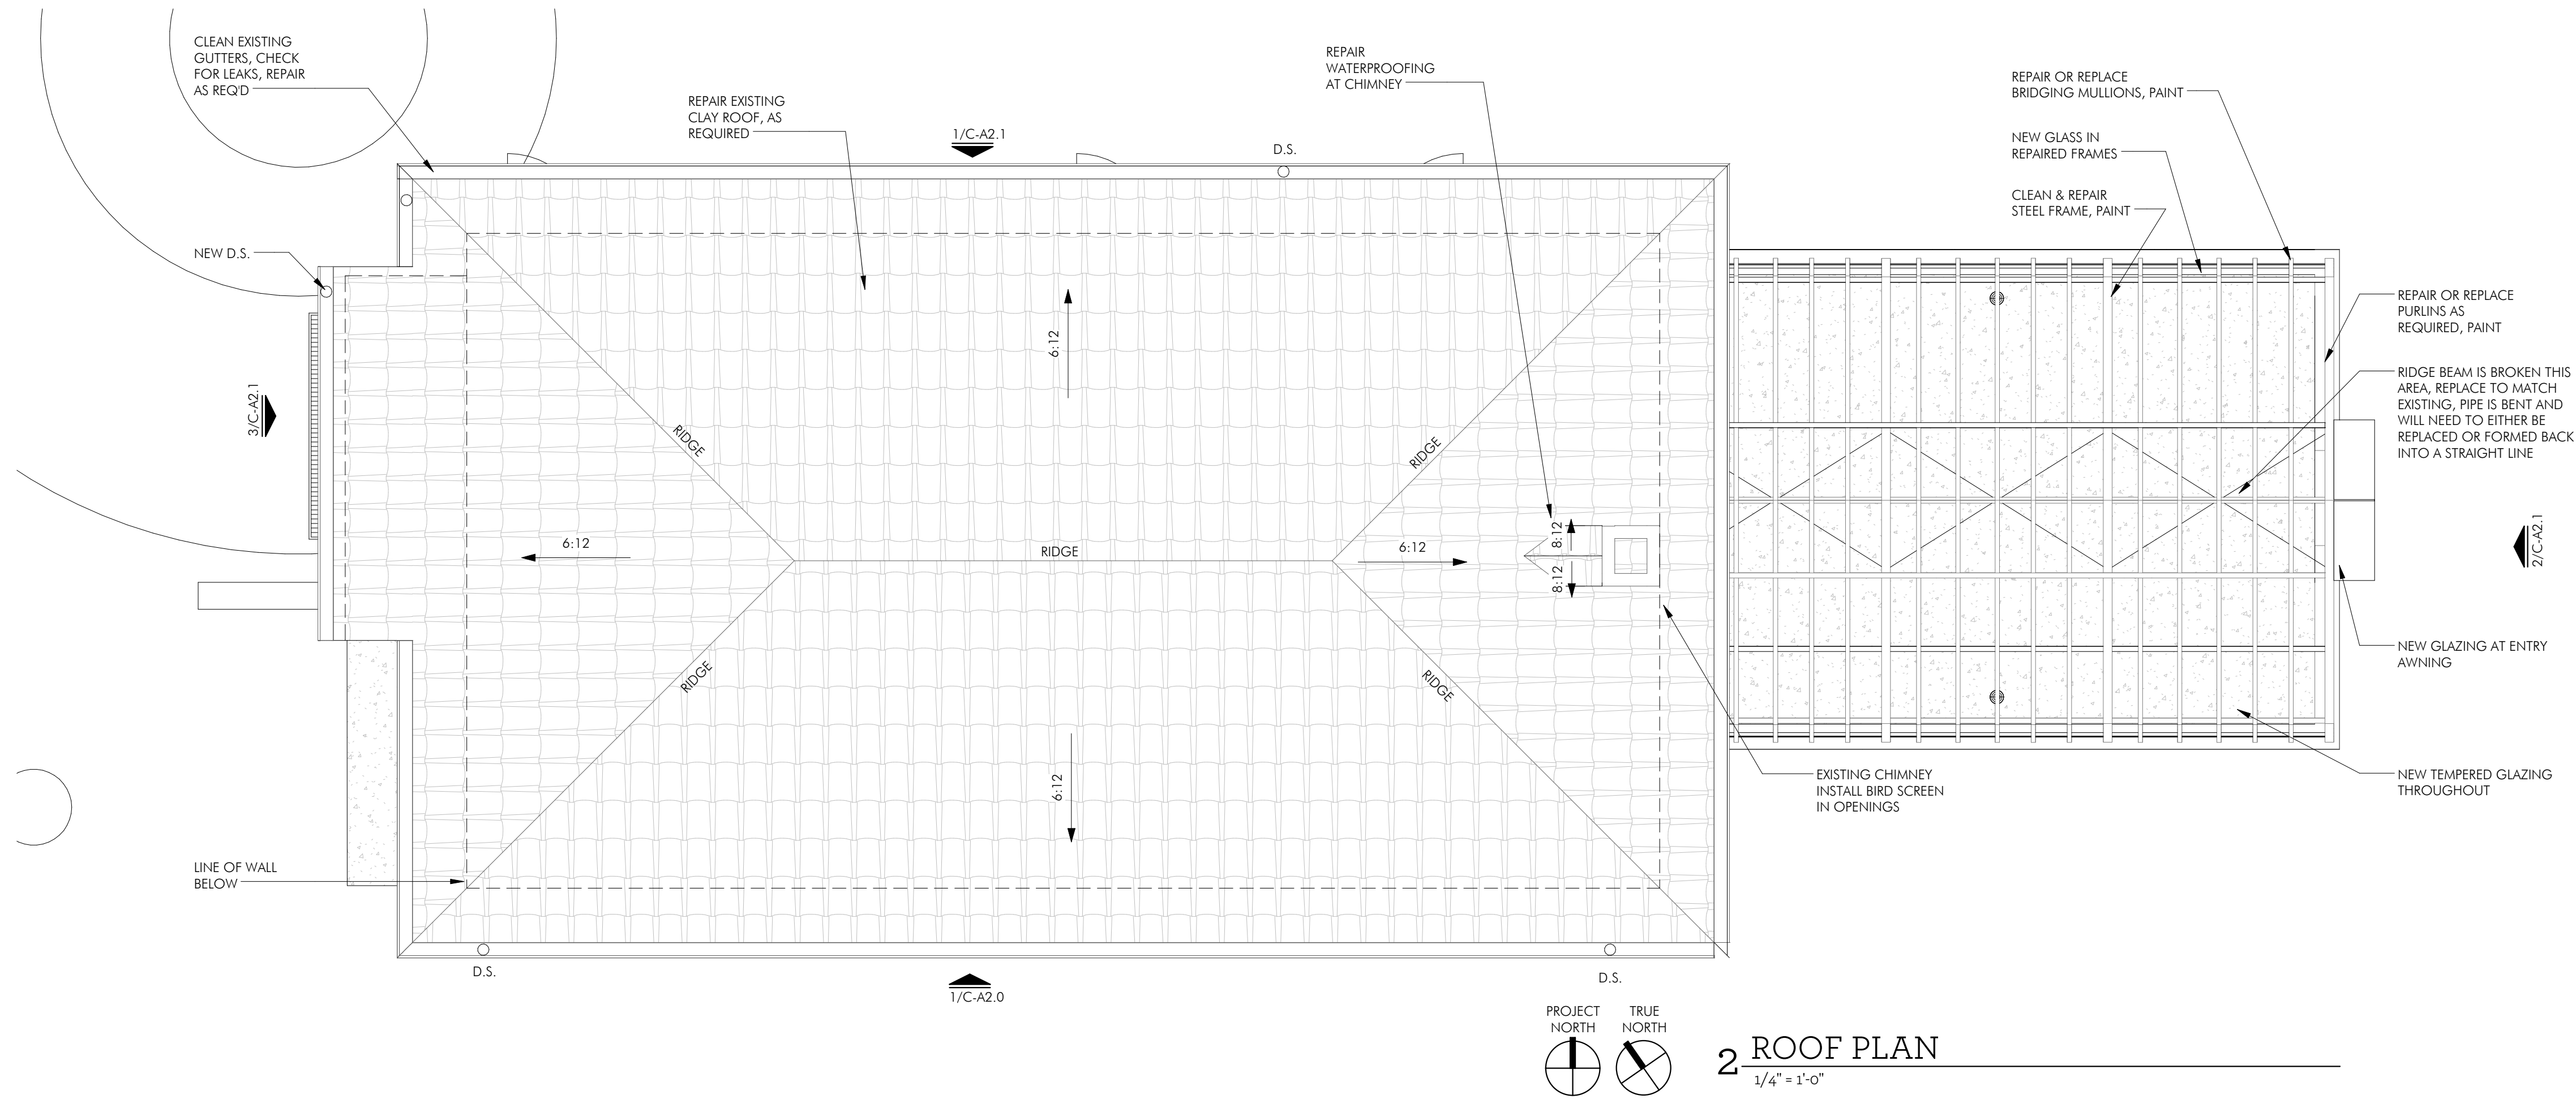 CLEAN EXISTING
GUTTERS, CHECK
FOR LEAKS, REPAIR
AS REQ'D
REPAIR EXISTING
CLAY ROOF, AS
REQUIRED
1/C-A2.1
D.S.
REPAIR
WATERPROOFING
AT CHIMNEY
REPAIR OR REPLACE
BRIDGING MULLIONS, PAINT
NEW GLASS IN
REPAIRED FRAMES
CLEAN & REPAIR
STEEL FRAME, PAINT
NEW D.S.
REPAIR OR REPLACE
PURLINS AS
REQUIRED, PAINT
RIDGE BEAM IS BROKEN THIS
AREA, REPLACE TO MATCH
EXISTING, PIPE IS BENT AND
WILL NEED TO EITHER BE
REPLACED OR FORMED BACK
INTO A STRAIGHT LINE
3/C-A2.1
6:12
RIDGE
RIDGE
6:12
RIDGE
6:12
8:12
8:12
2/C-A2.1
RIDGE
RIDGE
6:12
NEW GLAZING AT ENTRY
AWNING
EXISTING CHIMNEY
INSTALL BIRD SCREEN
IN OPENINGS
NEW TEMPERED GLAZING
THROUGHOUT
LINE OF WALL
BELOW
D.S.
1/C-A2.0
D.S.
PROJECT
NORTH
TRUE
NORTH
2 ROOF PLAN
1/4" = 1'-0"